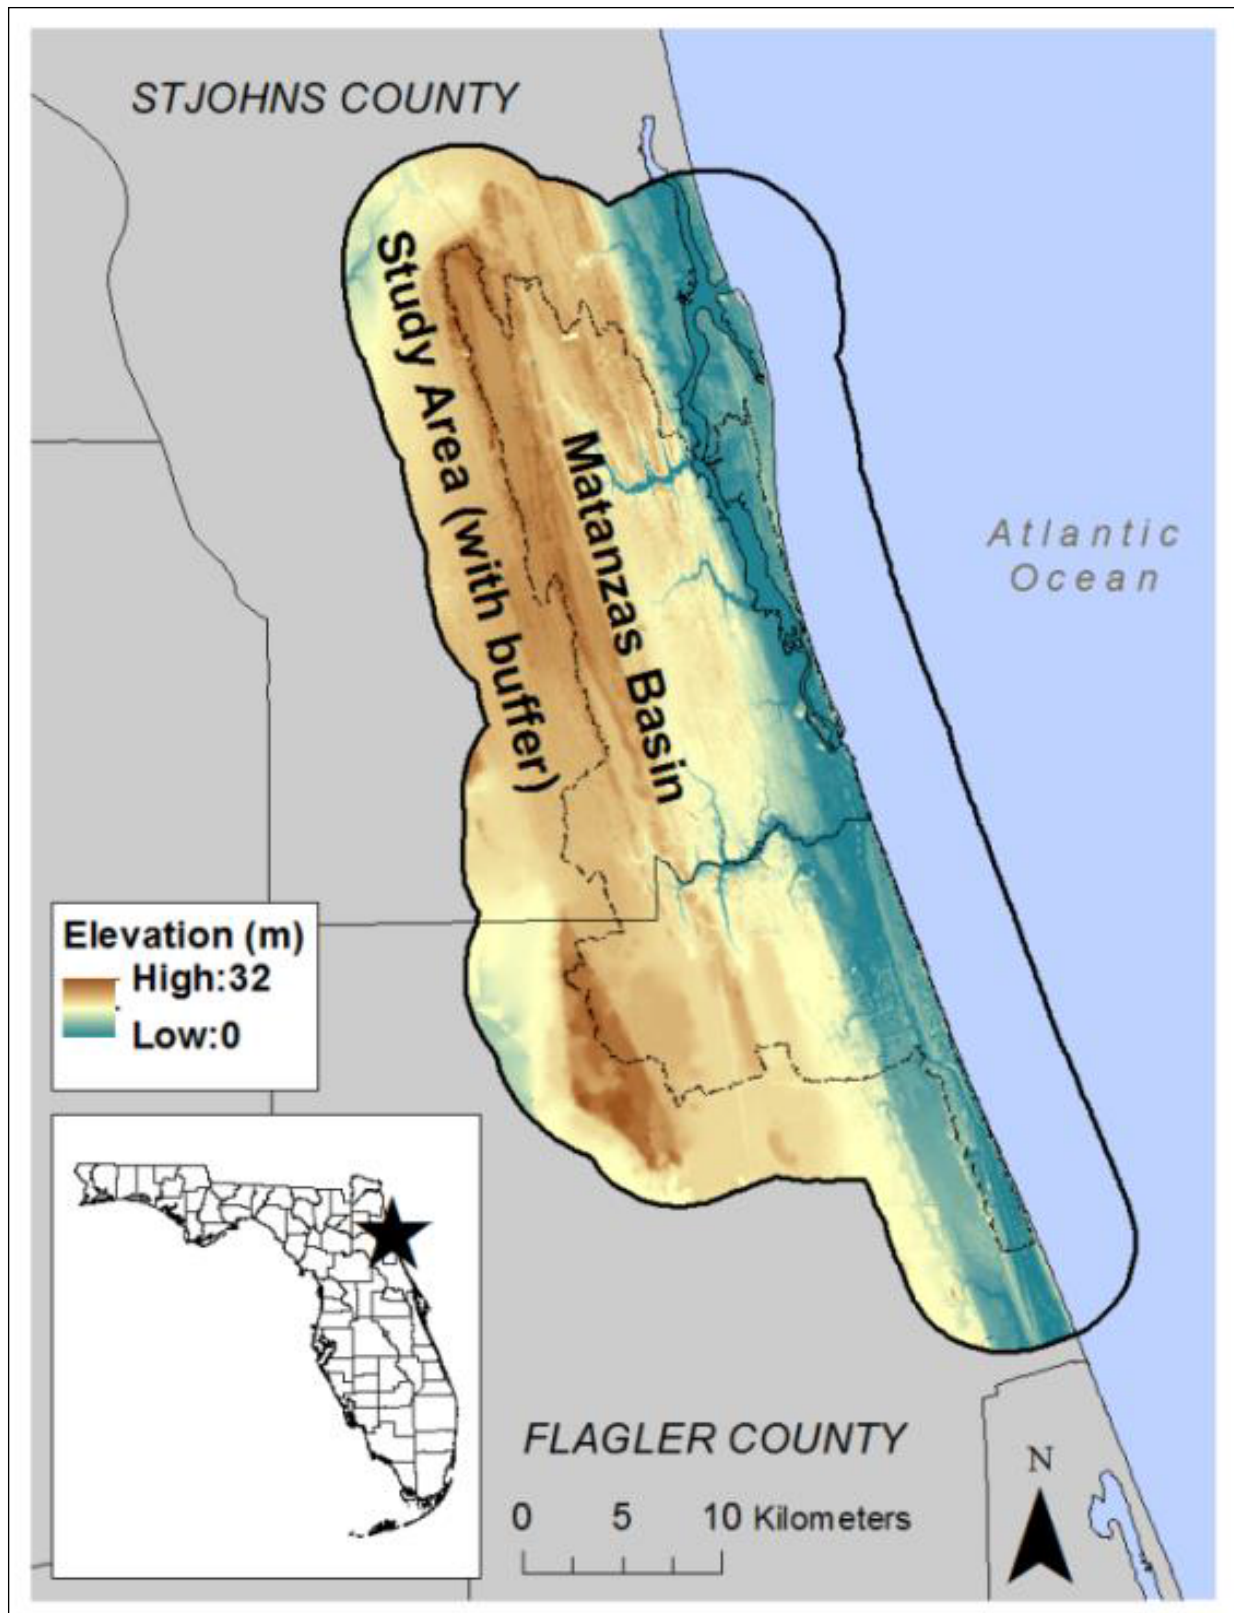 STJOHNS COUNTY
Study Area (with buffer)
Matanzas Basin
Atlantic
Ocean
Elevation (m)
High:32
Low:0
FLAGLER COUNTY
N
0 5 10 Kilometers